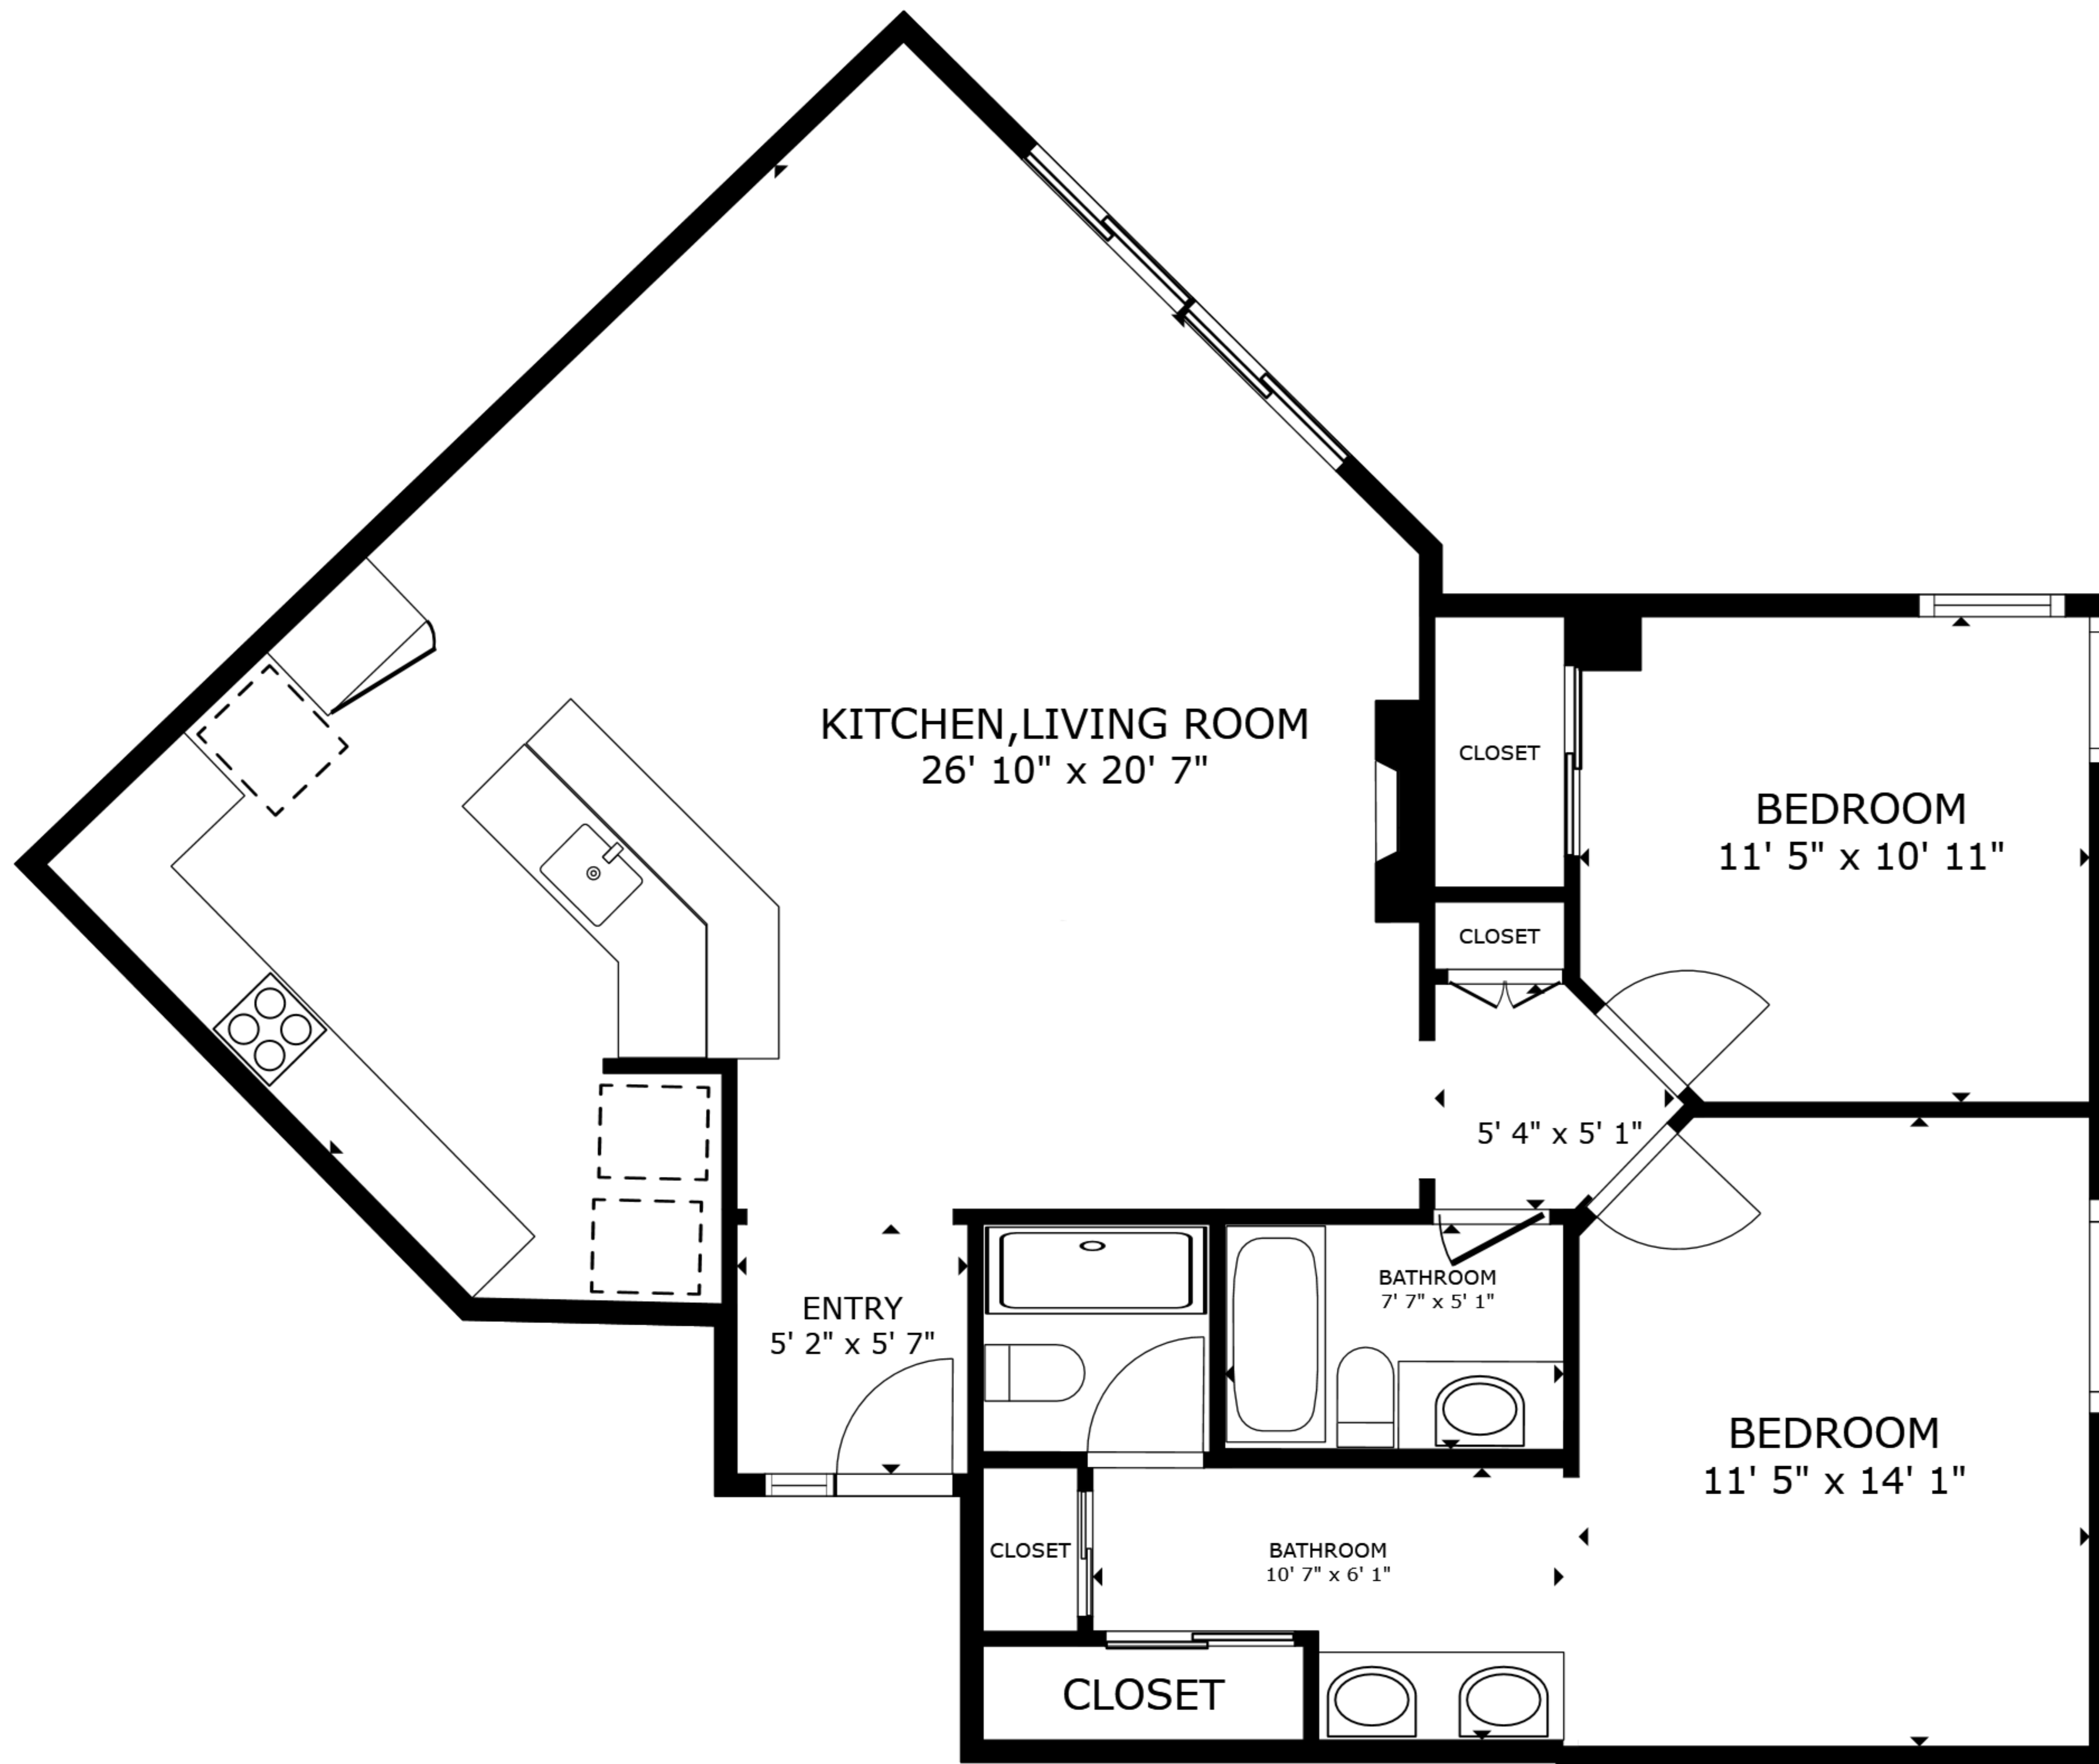 KITCHEN,LIVING ROOM
26' 10" x 20' 7"
CLOSET
BEDROOM
11' 5" x 10' 11"
CLOSET
5' 4" x 5' 1"
ENTRY
5' 2" x 5' 7"
BATHROOM
7' 7" x 5' 1"
BEDROOM
11' 5" x 14' 1"
CLOSET
BATHROOM
10' 7" x 6' 1"
CLOSET